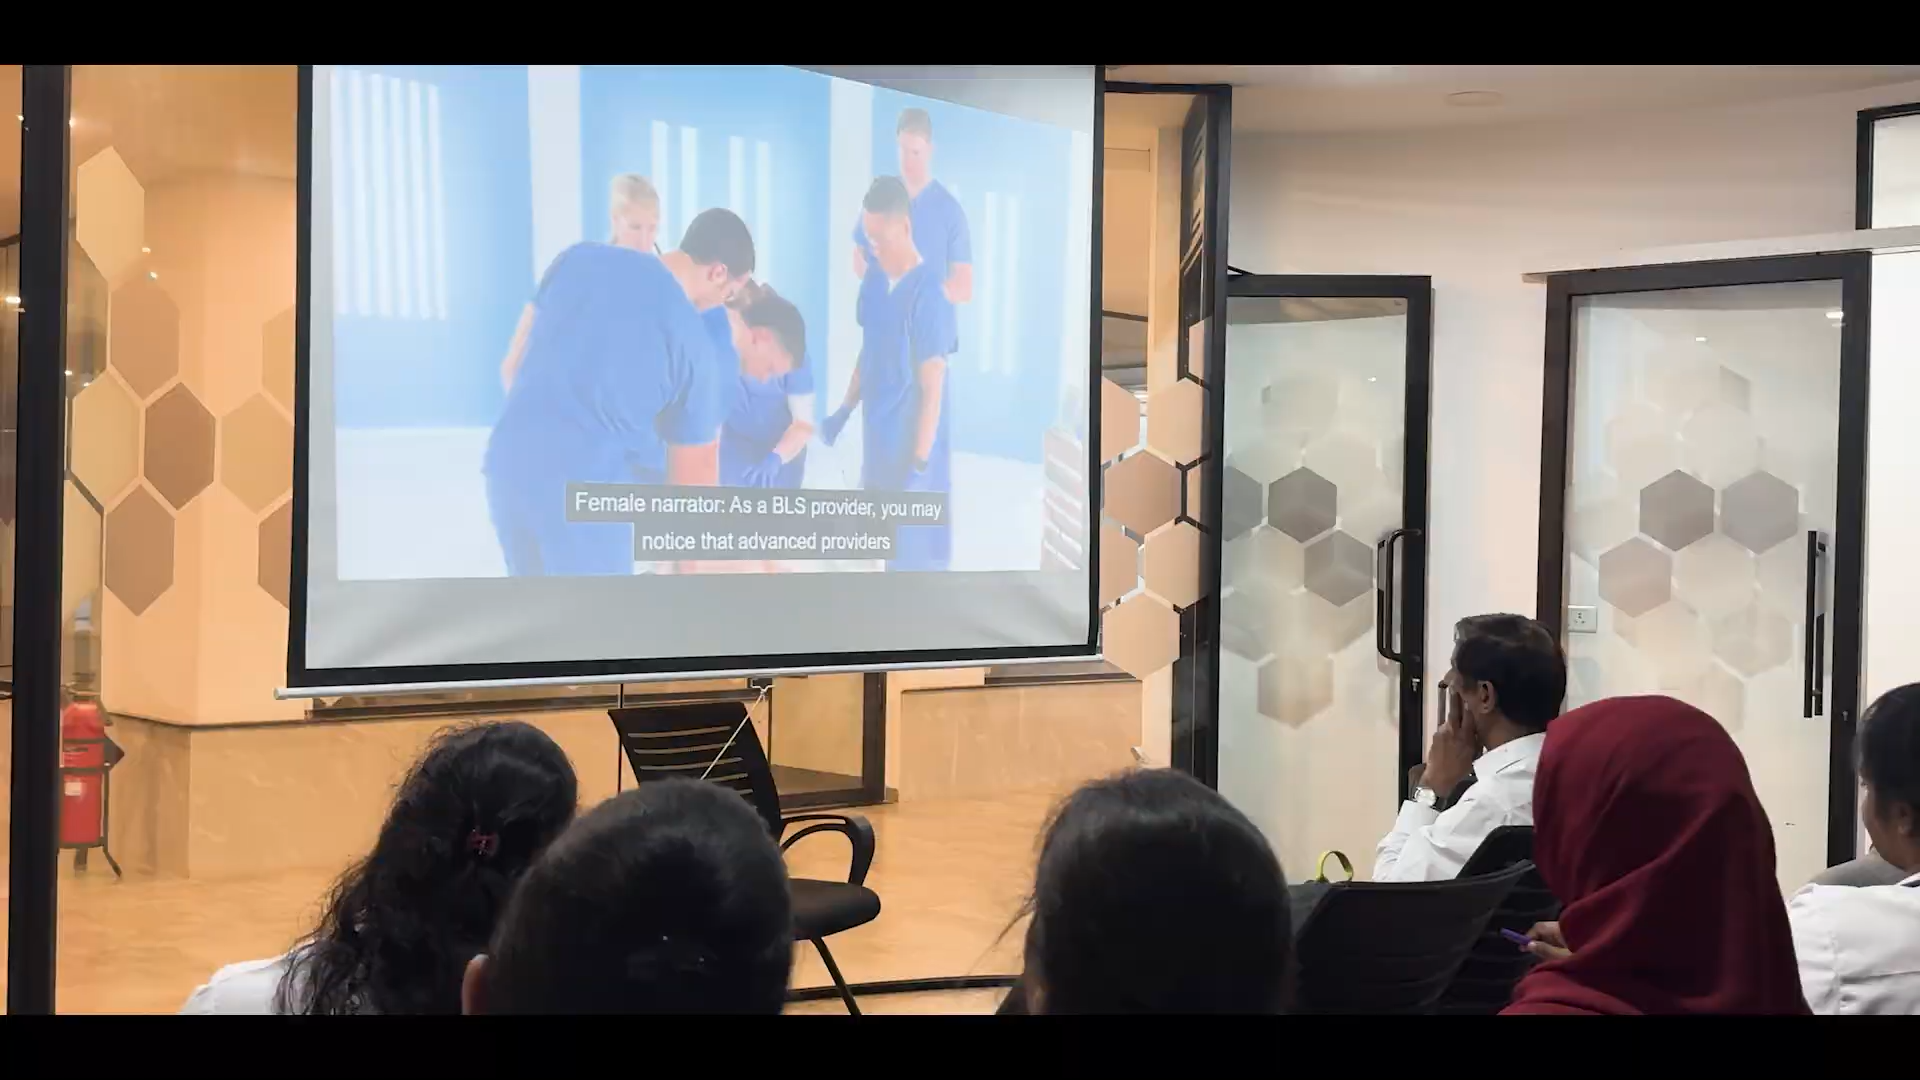 Female narrator: As a BLS provider, you may
notice that advanced providers